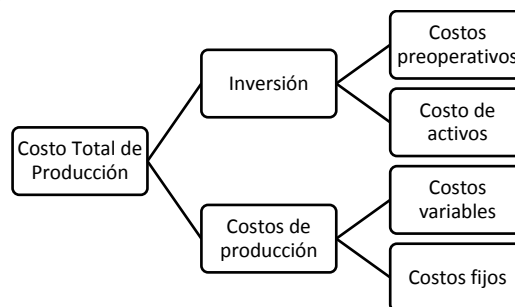 Costo Total de
Producción
Inversión
Costos
preoperativos
Costo de
activos
Costos de
producción
Costos
variables
Costos fijos